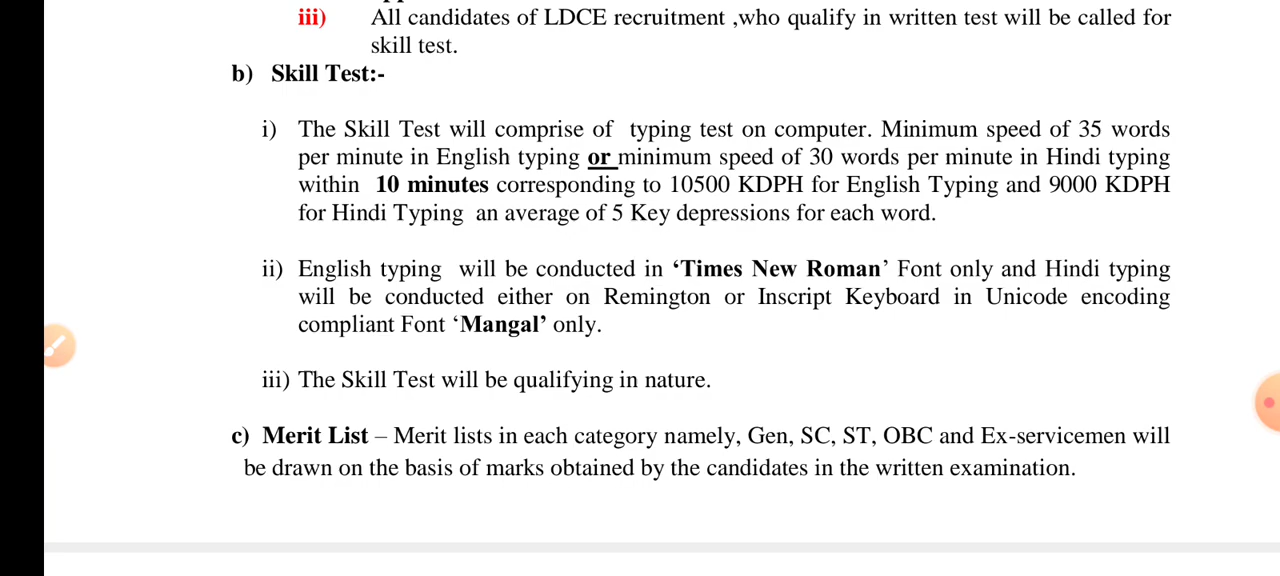 iii) All candidates of LDCE recruitment ,who qualify in written test will be called for
skill test.
b) Skill Test:-
i) The Skill Test will comprise of typing test on computer. Minimum speed of 35 words
per minute in English typing or minimum speed of 30 words per minute in Hindi typing
within 10 minutes corresponding to 10500 KDPH for English Typing and 9000 KDPH
for Hindi Typing an average of 5 Key depressions for each word.
ii) English typing will be conducted in ‘Times New Roman’ Font only and Hindi typing
will be conducted either on Remington or Inscript Keyboard in Unicode encoding
compliant Font ‘Mangal’ only.
iii) The Skill Test will be qualifying in nature.
c) Merit List – Merit lists in each category namely, Gen, SC, ST, OBC and Ex-servicemen will
be drawn on the basis of marks obtained by the candidates in the written examination.